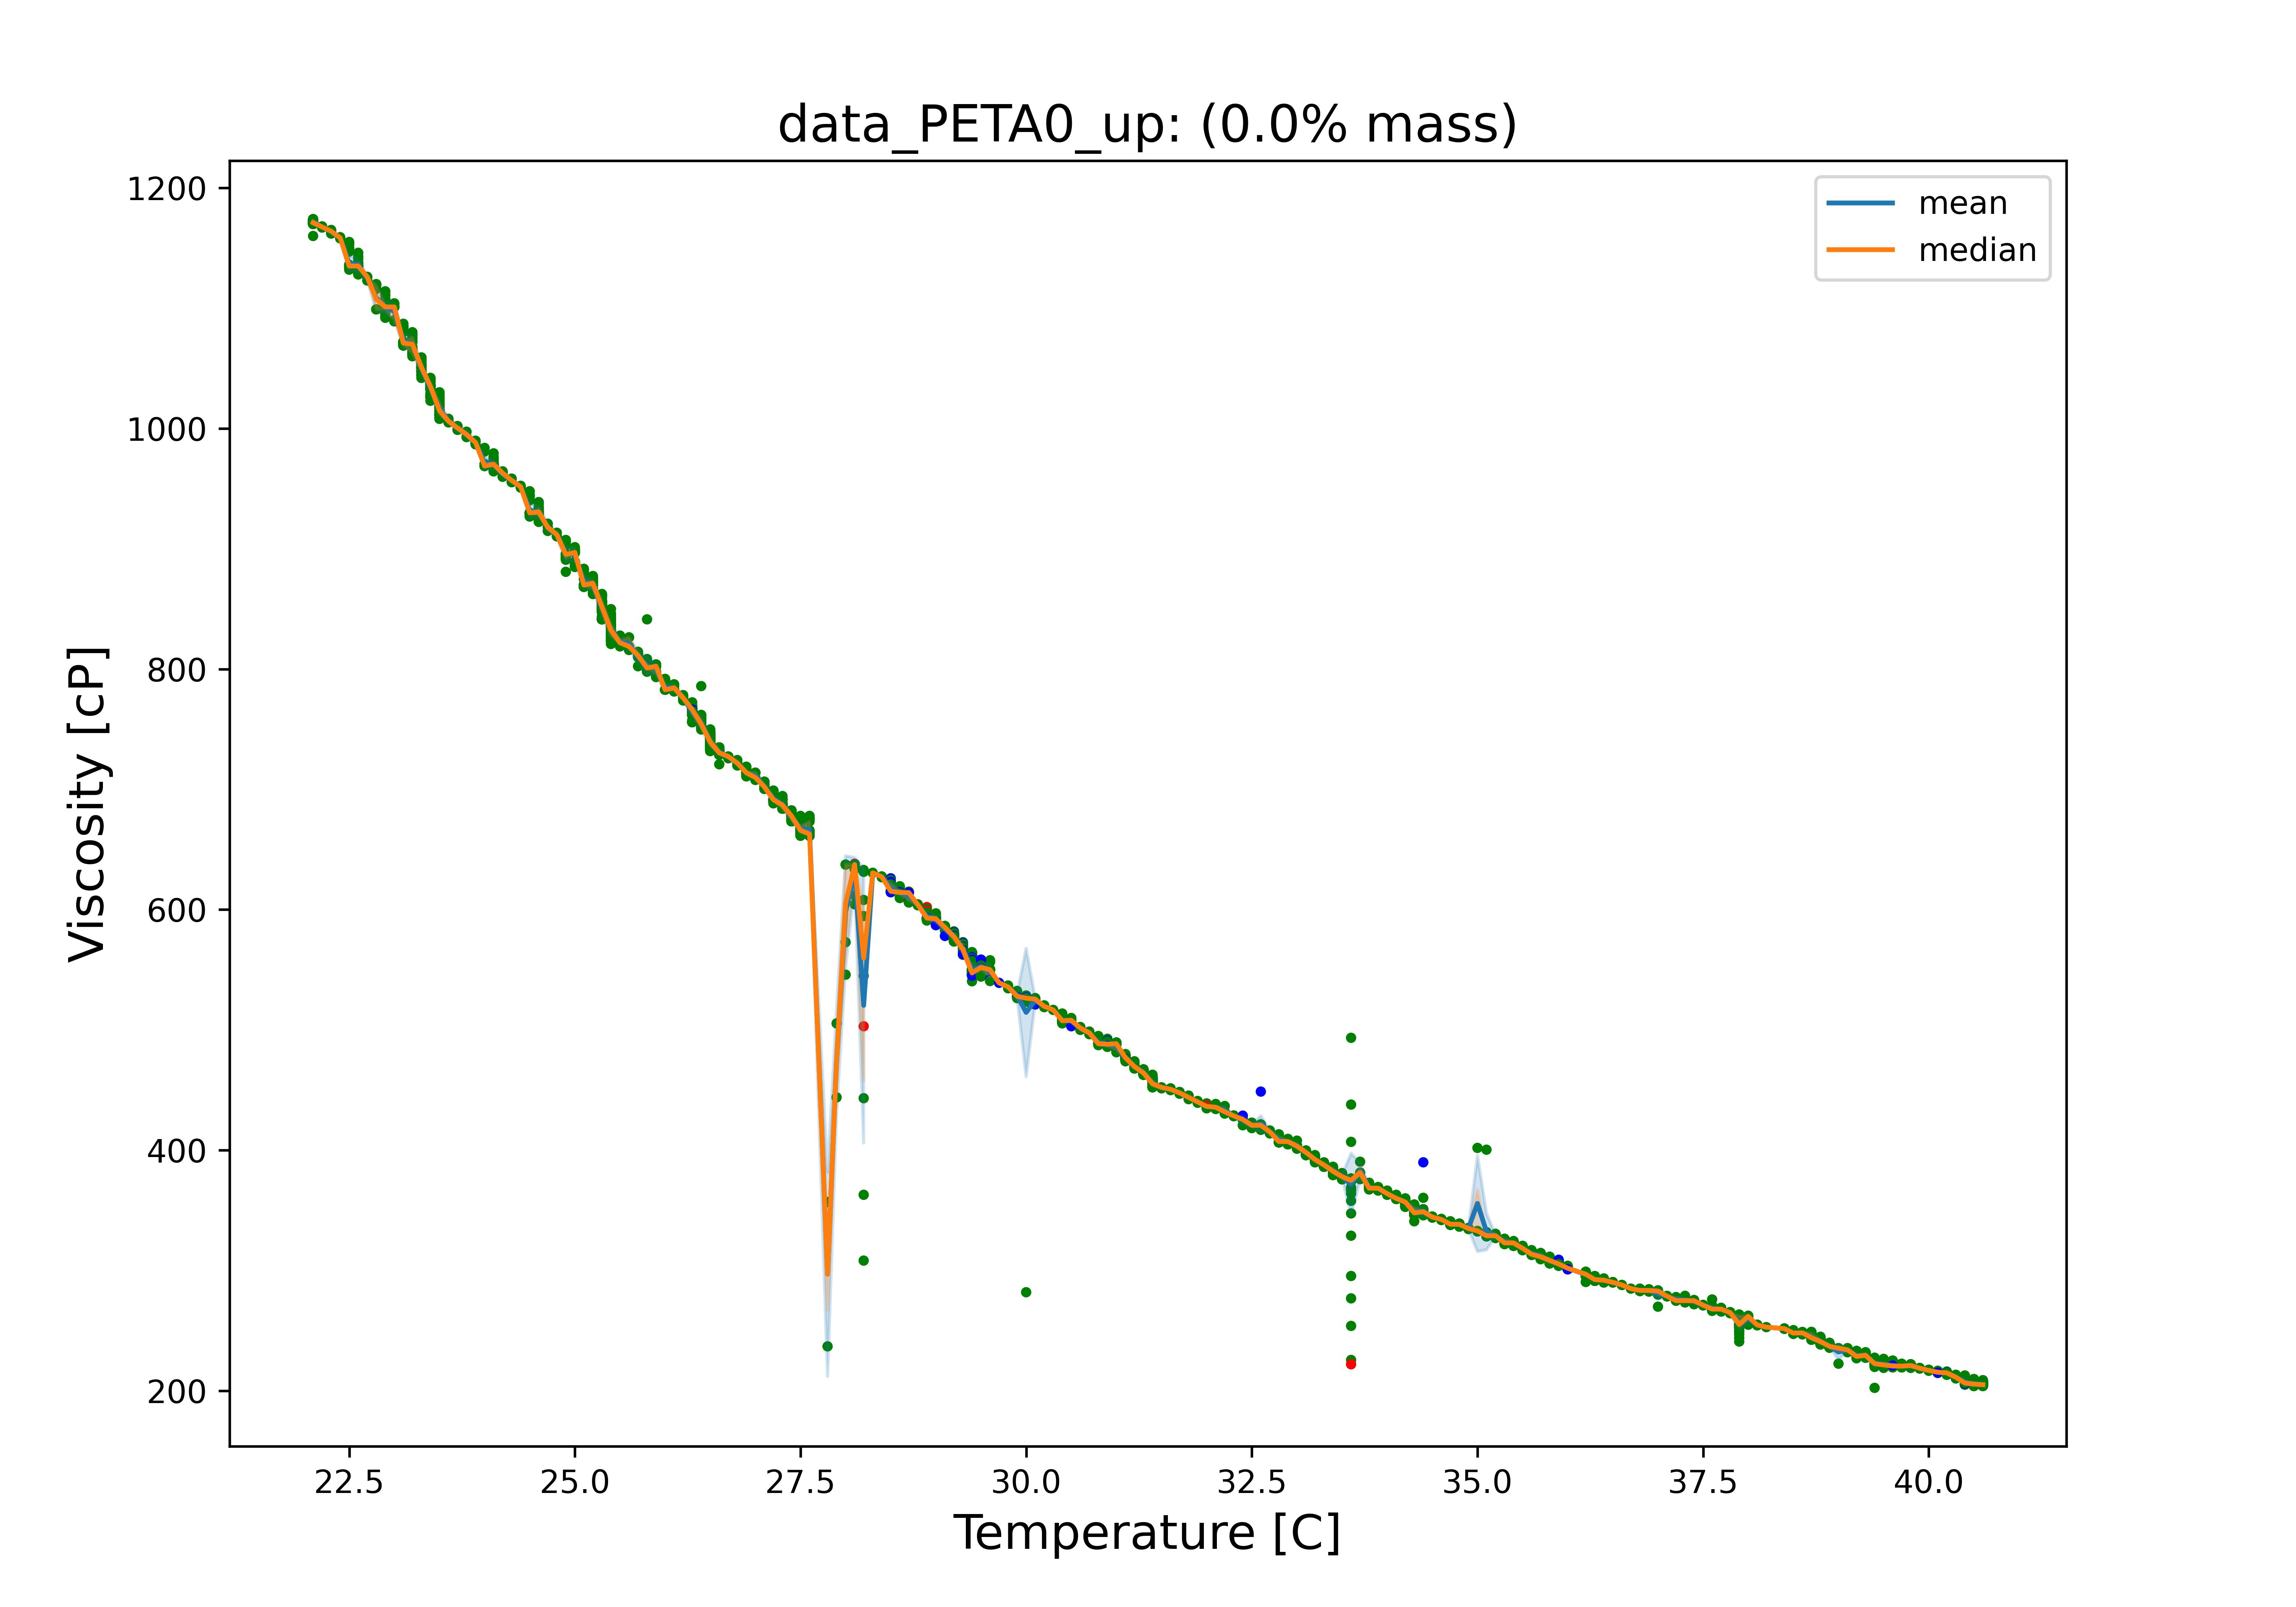 data_PETA0_up: (0.0% mass)
mean
median
1200
1000
800
600
400
200
Viscosity [cP]
22.5 25.0 27.5 30.0 32.5 35.0 37.5 40.0
Temperature [C]